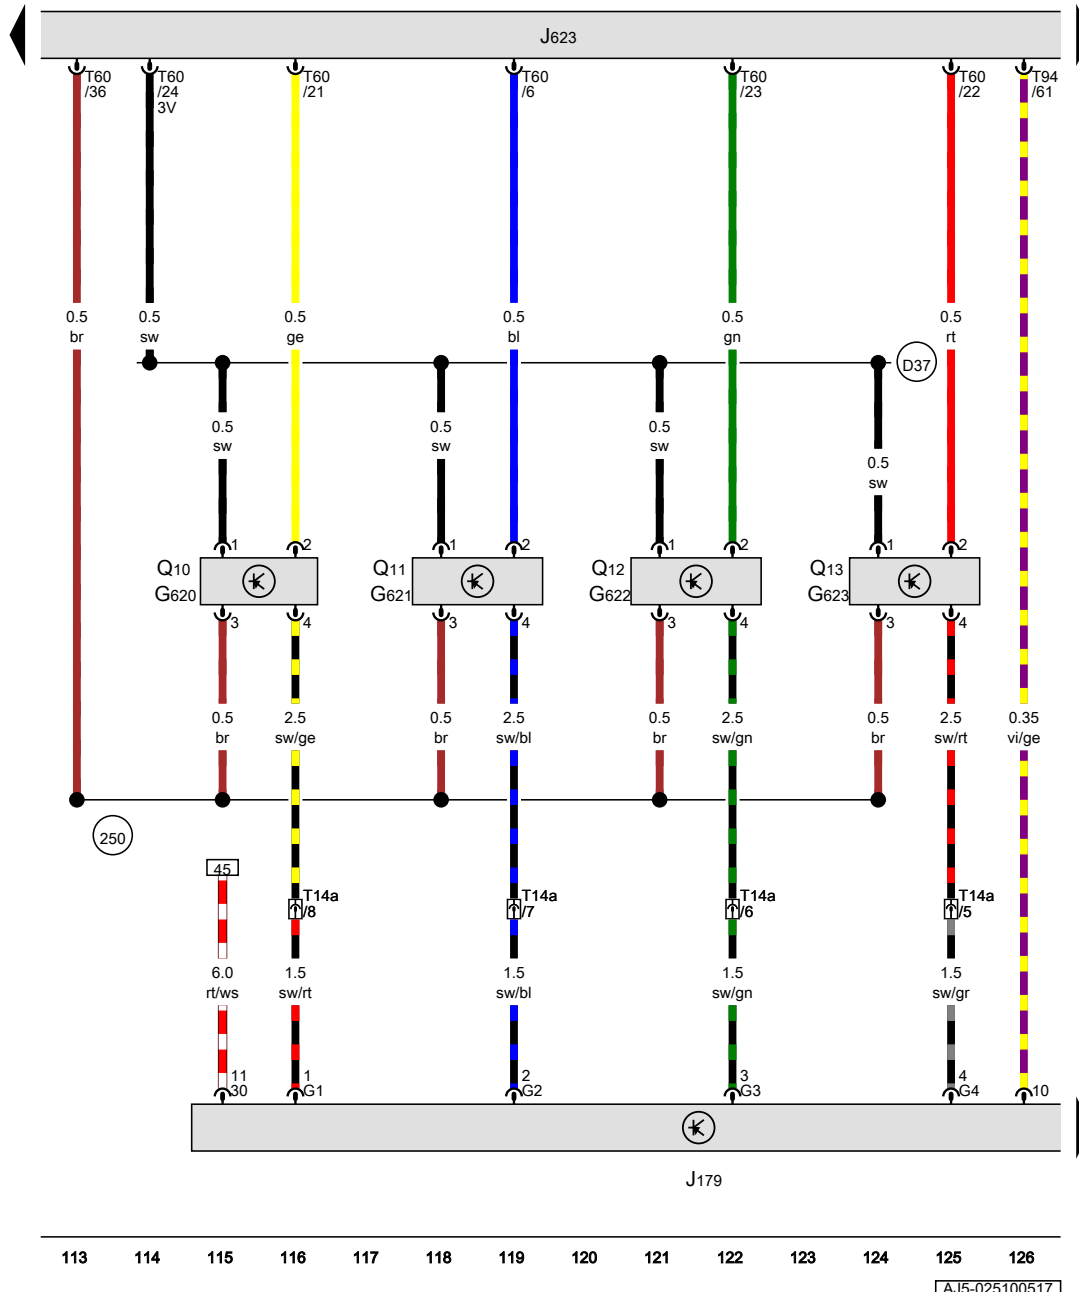 J623
T60 T60 T60 T60 T60 T60 T94
/36 /24 /21 /6 /23 /22 /61
3V
0.5 0.5 0.5 0.5 0.5 0.5
br sw ge bl gn rt
D37
0.5 0.5 0.5
sw sw sw
0.5
sw
1 2 1 2 1 2 1 2
Q10 Q11 Q12 Q13
G620 G621 G622 G623
3 4 3 4 3 4 3 4
0.5 2.5 0.5 2.5 0.5 2.5 0.5 2.5 0.35
br sw/ge br sw/bl br sw/gn br sw/rt vi/ge
250
45
T14a T14a T14a T14a
/8 /7 /6 /5
6.0 1.5 1.5 1.5 1.5
rt/ws sw/rt sw/bl sw/gn sw/gr
11 1 2 3 4
30 G1 G2 G3 G4 10
J179
113 114 115 116 117 118 119 120 121 122 123 124 125 126
AJ5-025100517